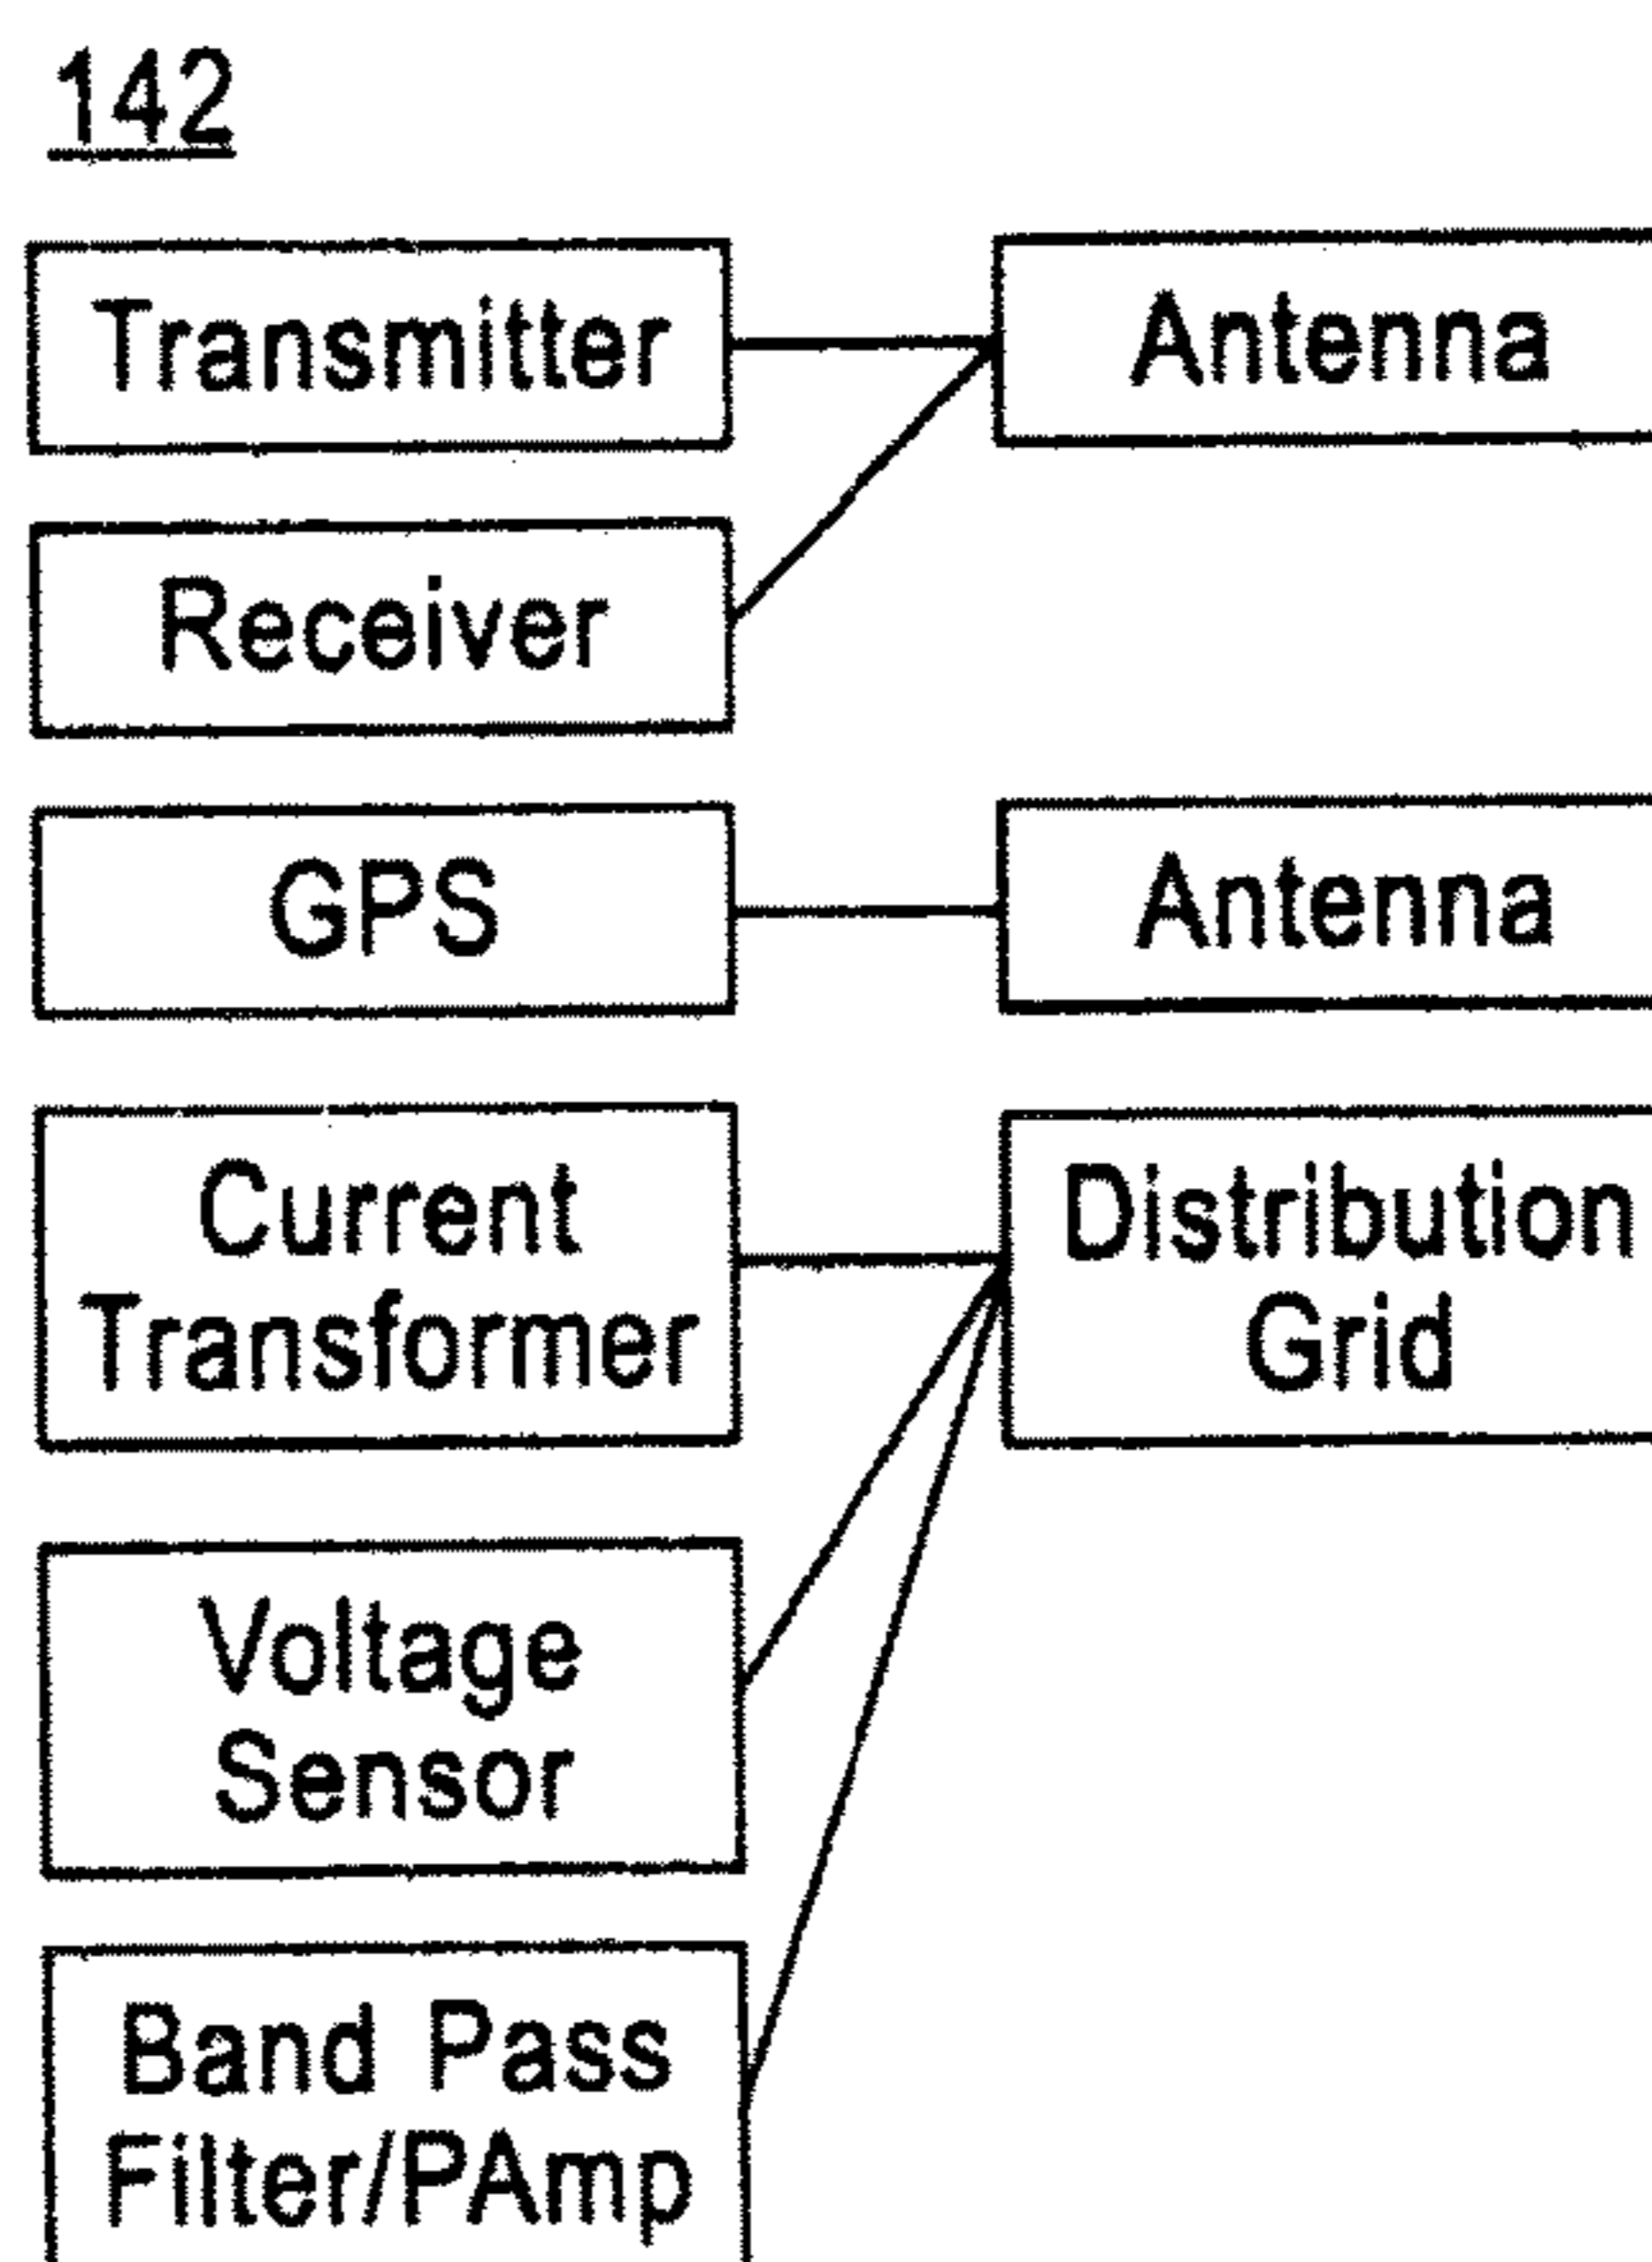 142
Transmitter
Antenna
Receiver
GPS
Antenna
Current
Transformer
Distribution
Grid
Voltage
Sensor
Band Pass
Filter/PAmp